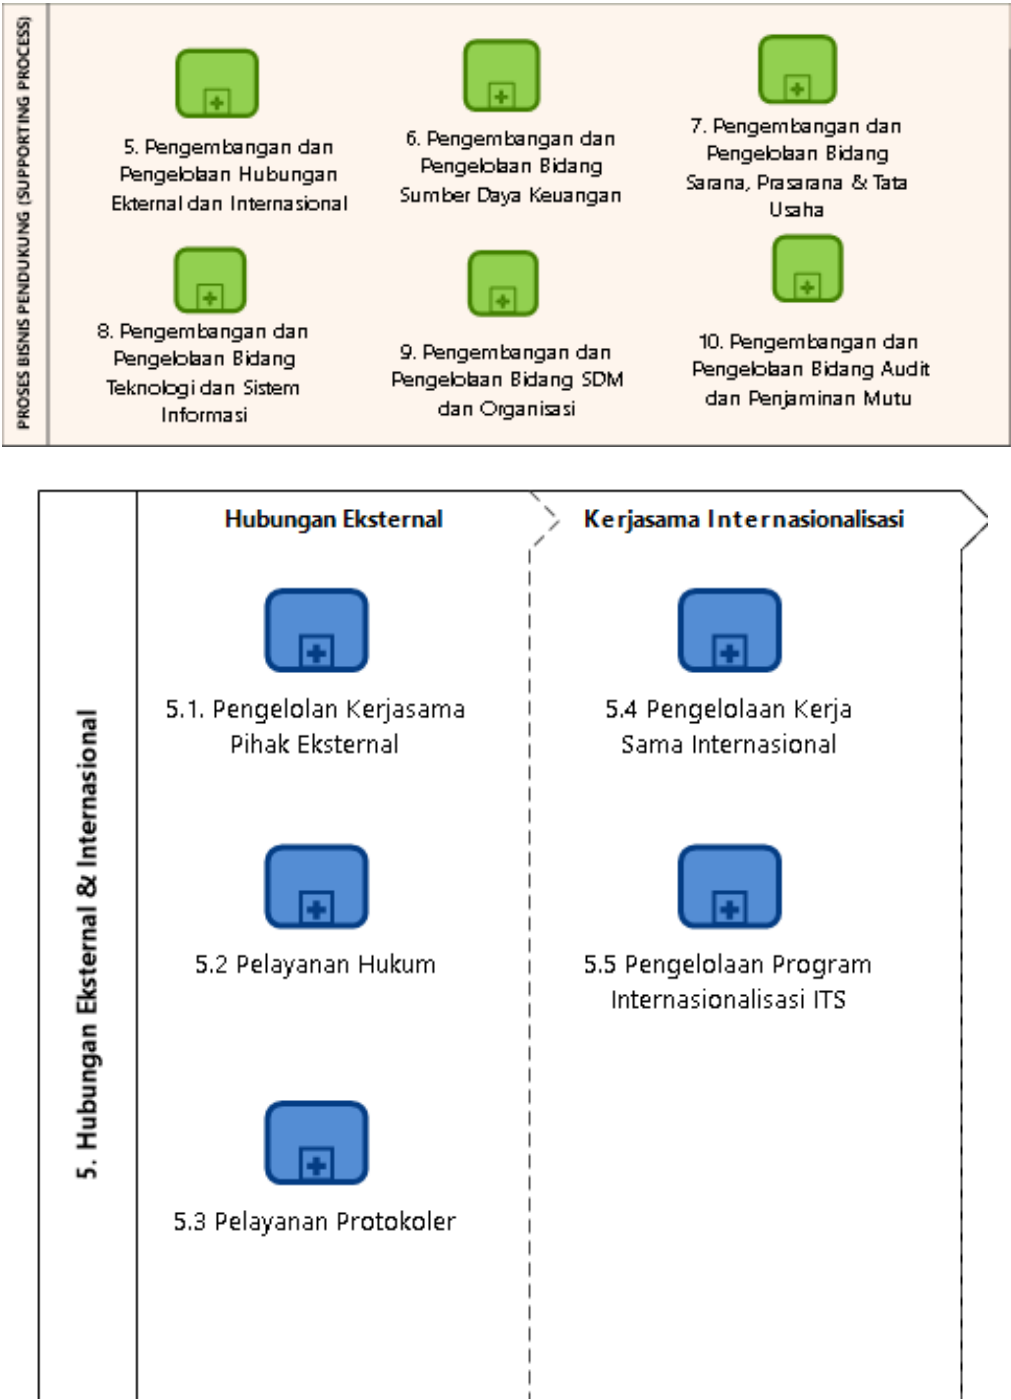 PROSES BISNIS PENDUKUNG (SUPPORTING PROCESS)
5. Pengembangan dan
Pengelolaan Hubungan
Ekternal dan Internasional
6. Pengembangan dan
Pengelolaan Bidang
Sumber Daya Keuangan
7. Pengembangan dan
Pengelolaan Bidang
Sarana, Prasarana & Tata
Usaha
8. Pengembangan dan
Pengelolaan Bidang
Teknologi dan Sistem
Informasi
9. Pengembangan dan
Pengelolaan Bidang SDM
dan Organisasi
10. Pengembangan dan
Pengelolaan Bidang Audit
dan Penjaminan Mutu
5. Hubungan Eksternal & Internasional
Hubungan Eksternal
5.1. Pengelolan Kerjasama
Pihak Eksternal
5.2 Pelayanan Hukum
5.3 Pelayanan Protokoler
Kerjasama Internasionalisasi
5.4 Pengelolaan Kerja
Sama Internasional
5.5 Pengelolaan Program
Internasionalisasi ITS